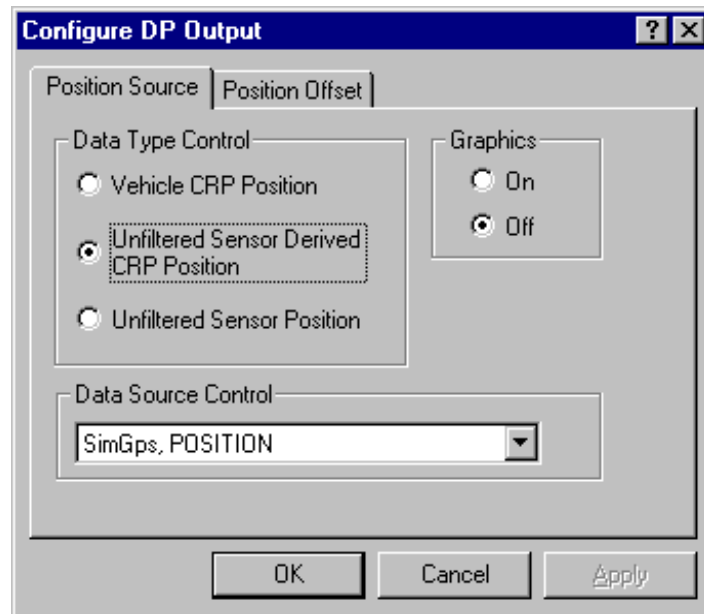 Configure DP Output
?
Position Source
Position Offset
Data Type Control
Vehicle CRP Position
Unfiltered Sensor Derived
CRP Position
Unfiltered Sensor Position
Graphics
On
Off
Data Source Control
SimGps, POSITION
OK
Cancel
Apply